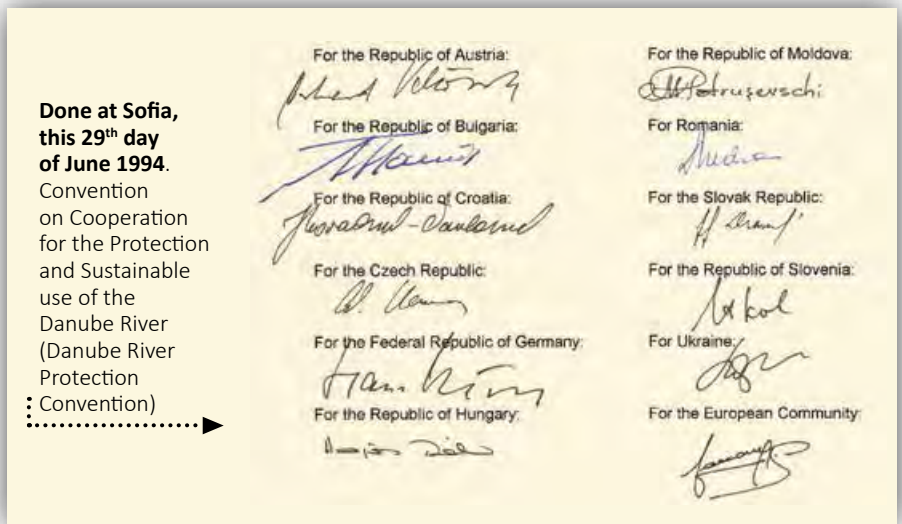 Done at Sofia,
this 29th day
of June 1994.
Convention
on Cooperation
for the Protection
and Sustainable
use of the
Danube River
(Danube River
Protection
Convention)
For the Republic of Austria:
For the Republic of Bulgaria:
For the Republic of Croatia:
For the Czech Republic:
For the Federal Republic of Germany:
For the Republic of Hungary:
For the Republic of Moldova:
Petrușevschi
For Romania:
For the Slovak Republic:
For the Republic of Slovenia:
For Ukraine:
For the European Community: